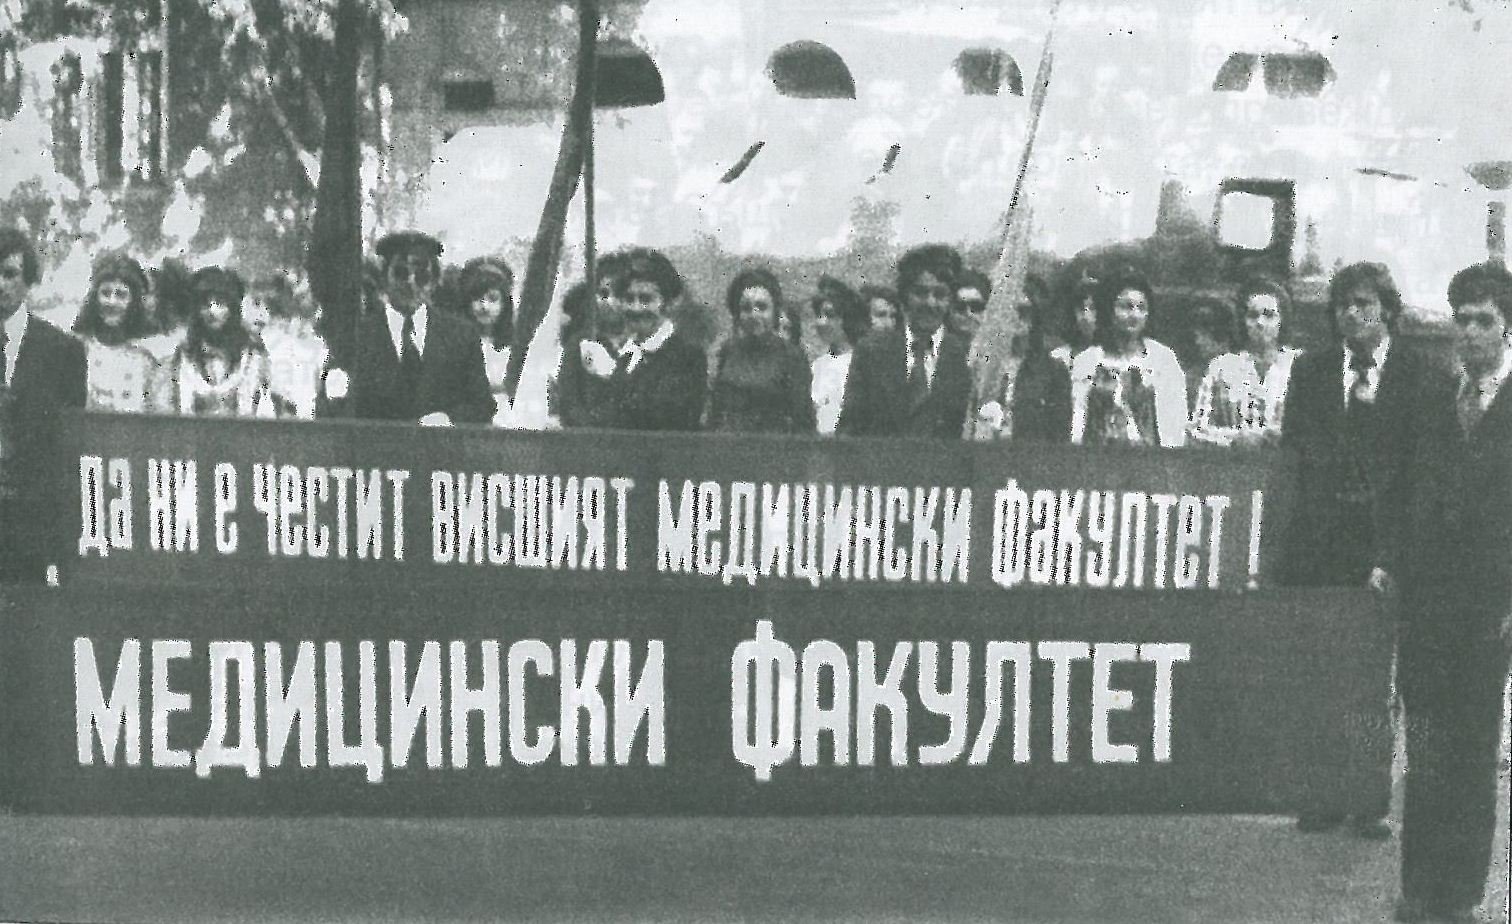 Да ни е честит висшият медицински факултет!
МЕДИЦИНСКИ ФАКУЛТЕТ